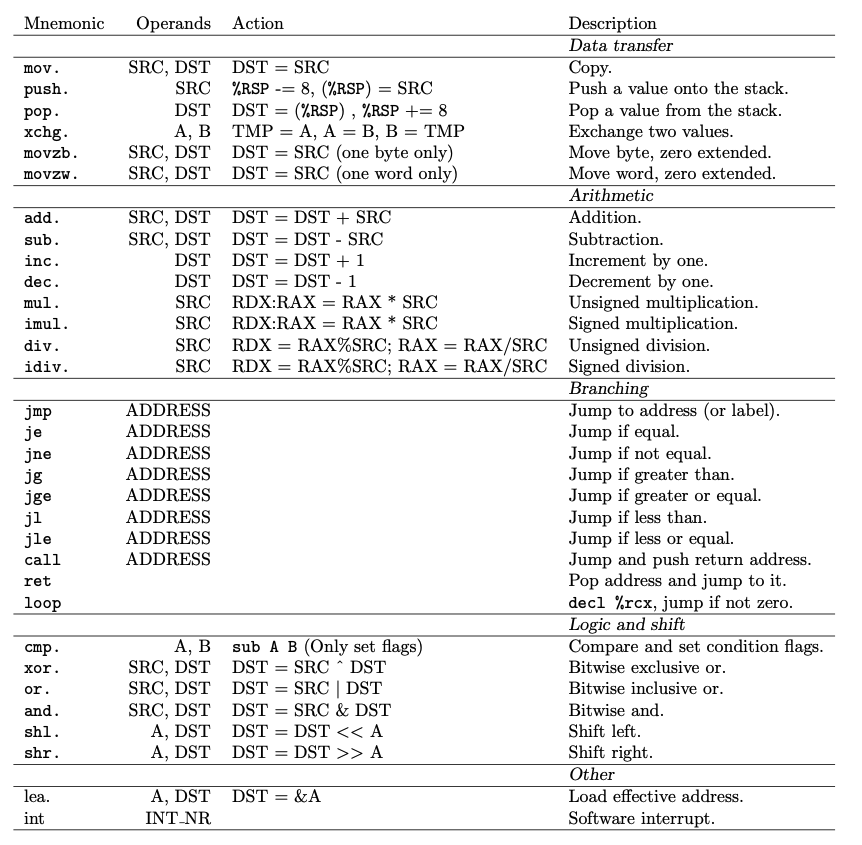 Mnemonic Operands Action Description
Data transfer
mov. SRC, DST DST = SRC Copy.
push. SRC %RSP -= 8, (%RSP) = SRC Push a value onto the stack.
pop. DST DST = (%RSP) , %RSP += 8 Pop a value from the stack.
xchg. A, B TMP = A, A = B, B = TMP Exchange two values.
movzb. SRC, DST DST = SRC (one byte only) Move byte, zero extended.
movzw. SRC, DST DST = SRC (one word only) Move word, zero extended.
Arithmetic
add. SRC, DST DST = DST + SRC Addition.
sub. SRC, DST DST = DST - SRC Subtraction.
inc. DST DST = DST + 1 Increment by one.
dec. DST DST = DST - 1 Decrement by one.
mul. SRC RDX:RAX = RAX * SRC Unsigned multiplication.
imul. SRC RDX:RAX = RAX * SRC Signed multiplication.
div. SRC RDX = RAX%SRC; RAX = RAX/SRC Unsigned division.
idiv. SRC RDX = RAX%SRC; RAX = RAX/SRC Signed division.
Branching
jmp ADDRESS Jump to address (or label).
je ADDRESS Jump if equal.
jne ADDRESS Jump if not equal.
jg ADDRESS Jump if greater than.
jge ADDRESS Jump if greater or equal.
jl ADDRESS Jump if less than.
jle ADDRESS Jump if less or equal.
call ADDRESS Jump and push return address.
ret Pop address and jump to it.
loop decl %rcx, jump if not zero.
Logic and shift
cmp. A, B sub A B (Only set flags) Compare and set condition flags.
xor. SRC, DST DST = SRC ^ DST Bitwise exclusive or.
or. SRC, DST DST = SRC | DST Bitwise inclusive or.
and. SRC, DST DST = SRC & DST Bitwise and.
shl. A, DST DST = DST << A Shift left.
shr. A, DST DST = DST >> A Shift right.
Other
lea. A, DST DST = &A Load effective address.
int INT_NR Software interrupt.